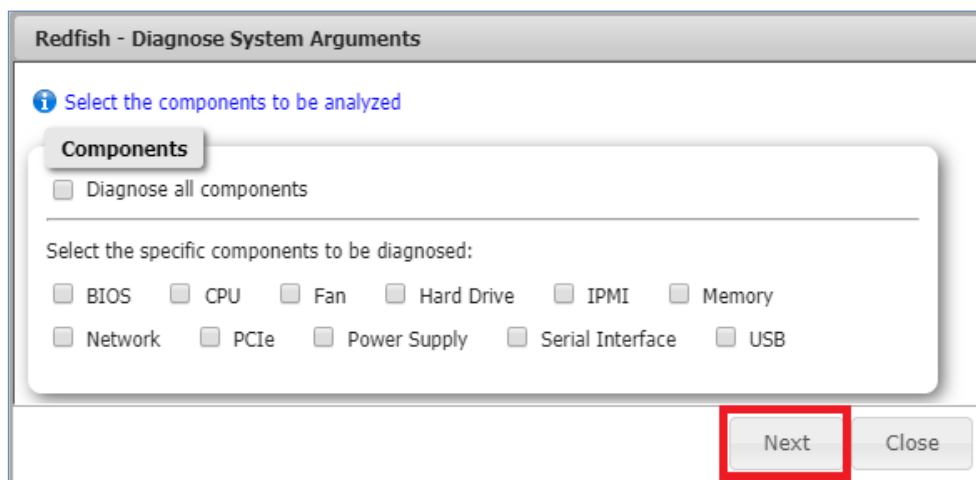 Redfish - Diagnose System Arguments
Select the components to be analyzed
Components
Diagnose all components
Select the specific components to be diagnosed:
BIOS CPU Fan Hard Drive IPMI Memory
Network PCIe Power Supply Serial Interface USB
Next Close